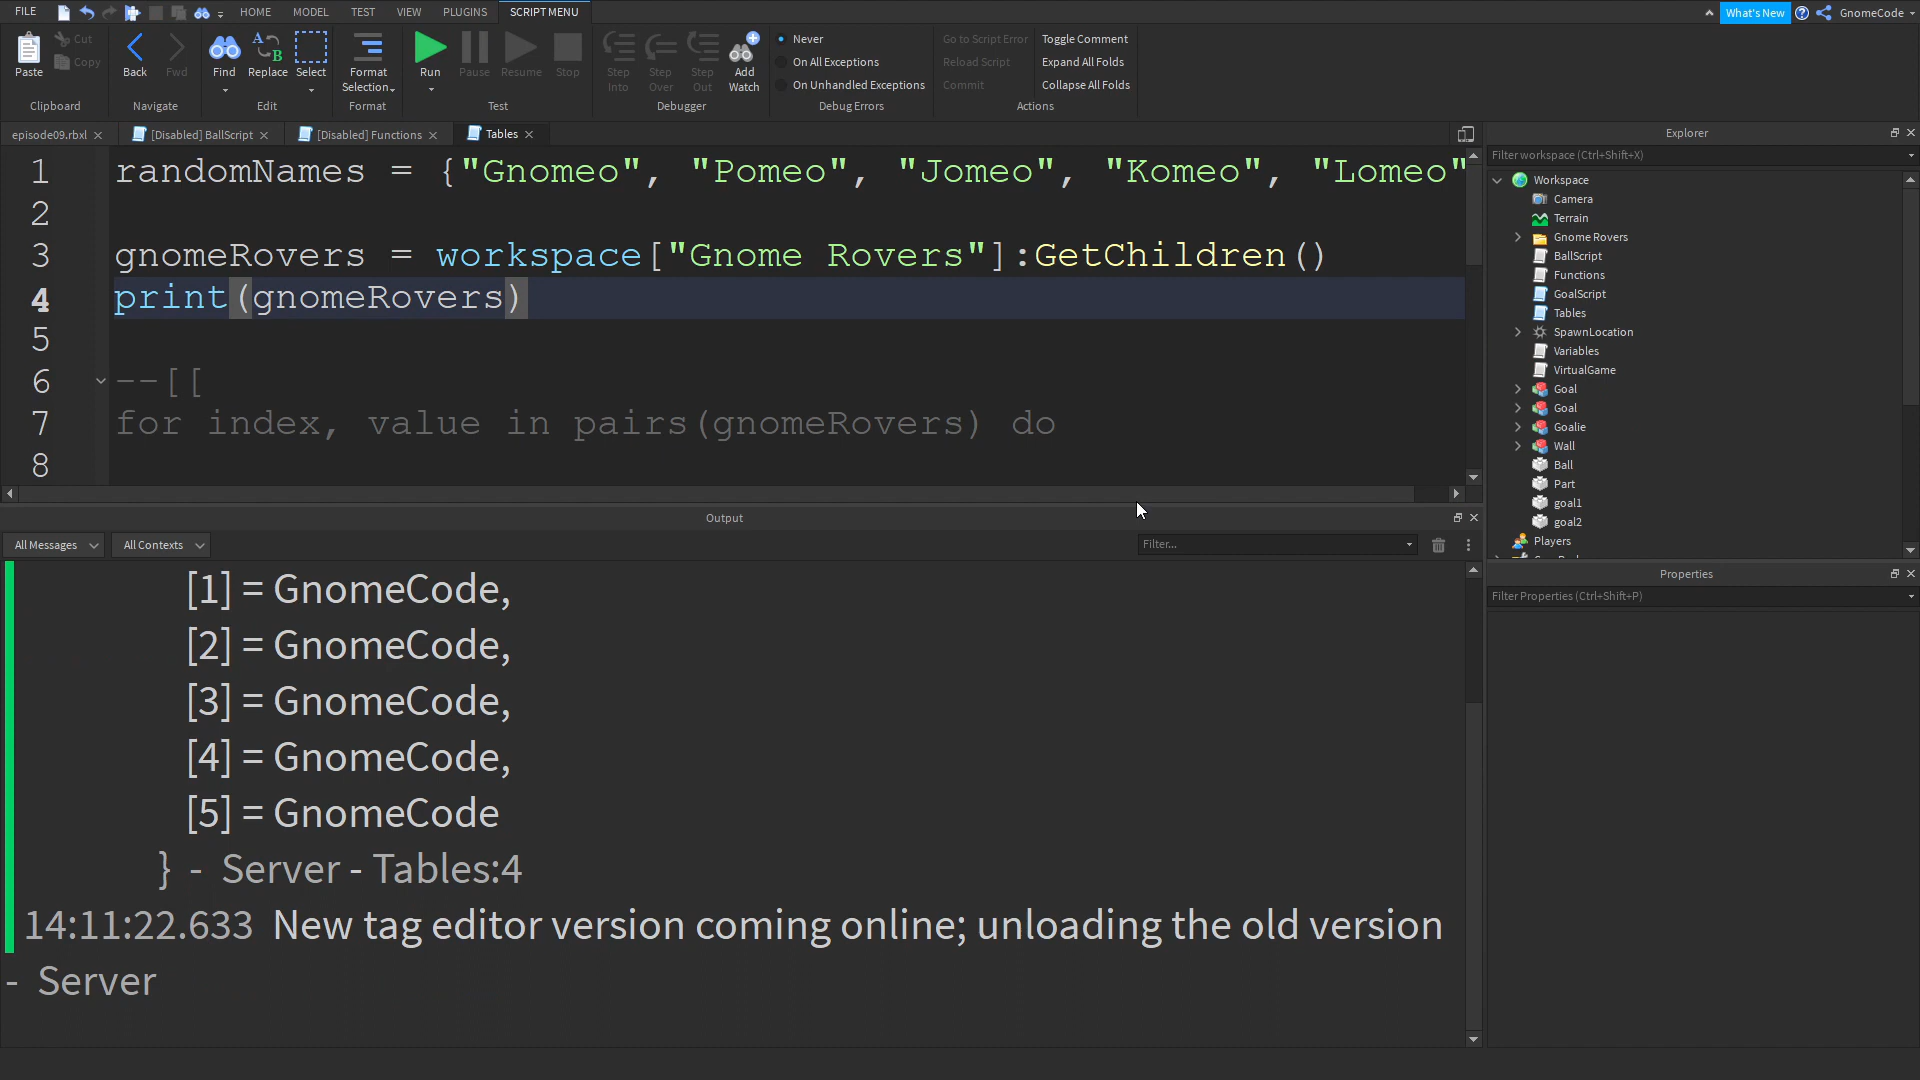 FILE HOME MODEL TEST VIEW PLUGINS SCRIPT MENU What's New GnomeCode
Cut
Copy
Paste Back Fwd Find Replace Select Format Selection Run Pause Resume Stop Step Into Step Over Step Out Add Watch
Never
On All Exceptions
On Unhandled Exceptions
Go to Script Error
Reload Script
Commit
Toggle Comment
Expand All Folds
Collapse All Folds
Clipboard Navigate Edit Format Test Debugger Debug Errors Actions
episode09.rbxl [Disabled] BallScript [Disabled] Functions Tables
1 randomNames = {"Gnomeo", "Pomeo", "Jomeo", "Komeo", "Lomeo"
2
3 gnomeRovers = workspace["Gnome Rovers"]:GetChildren()
4 print(gnomeRovers)
5
6 --[[
7 for index, value in pairs(gnomeRovers) do
8
Output
All Messages All Contexts Filter...
[1] = GnomeCode,
[2] = GnomeCode,
[3] = GnomeCode,
[4] = GnomeCode,
[5] = GnomeCode
} - Server - Tables:4
14:11:22.633 New tag editor version coming online; unloading the old version
- Server
Explorer
Filter workspace (Ctrl+Shift+X)
Workspace
Camera
Terrain
Gnome Rovers
BallScript
Functions
GoalScript
Tables
SpawnLocation
Variables
VirtualGame
Goal
Goal
Goalie
Wall
Ball
Part
goal1
goal2
Players
Properties
Filter Properties (Ctrl+Shift+P)